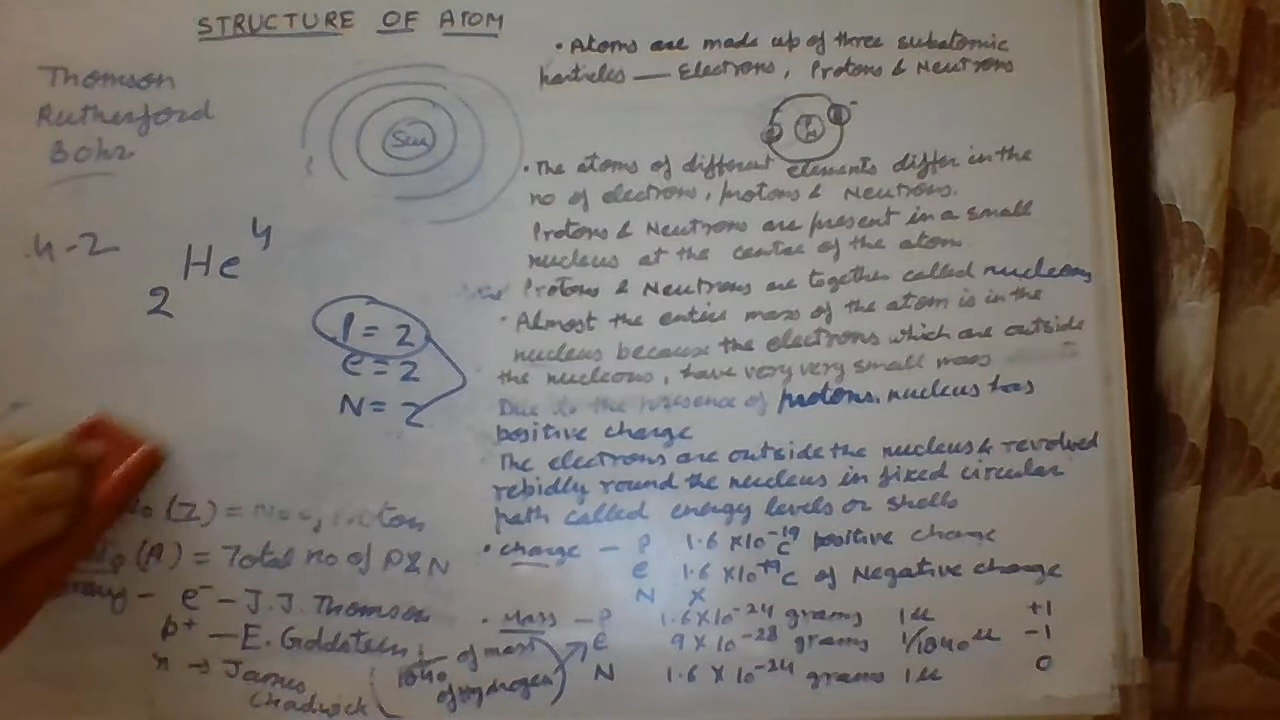 STRUCTURE OF ATOM
Thomson
Rutherford
Bohr
Sun
4-2
2He4
P = 2
e = 2
N = 2
No (Z) = No of Proton
No (A) = Total no of P & N
e⁻ - J.J. Thomson
p⁺ - E. Goldstein
n → James
Chadwick
(1/1840 of mass
of Hydrogen)
• Atoms are made up of three subatomic
particles — Electrons, Protons & Neutrons
• The atoms of different elements differ in the
no of electrons, protons & Neutrons.
Protons & Neutrons are present in a small
nucleus at the centre of the atom
Protons & Neutrons are together called nucleons
• Almost the entire mass of the atom is in the
nucleus because the electrons which are outside
the nucleons, have very very small mass
Due to the presence of protons, nucleus has
positive charge
The electrons are outside the nucleus & revolved
rebidly round the nucleus in fixed circular
path called energy levels or shells
• charge - P 1.6 x 10⁻¹⁹ C positive charge
e 1.6 x 10⁻¹⁹ C of Negative charge
N X
• Mass - P 1.6 x 10⁻²⁴ grams 1u +1
e 9 x 10⁻²⁸ grams 1/1840 u -1
N 1.6 x 10⁻²⁴ grams 1u 0